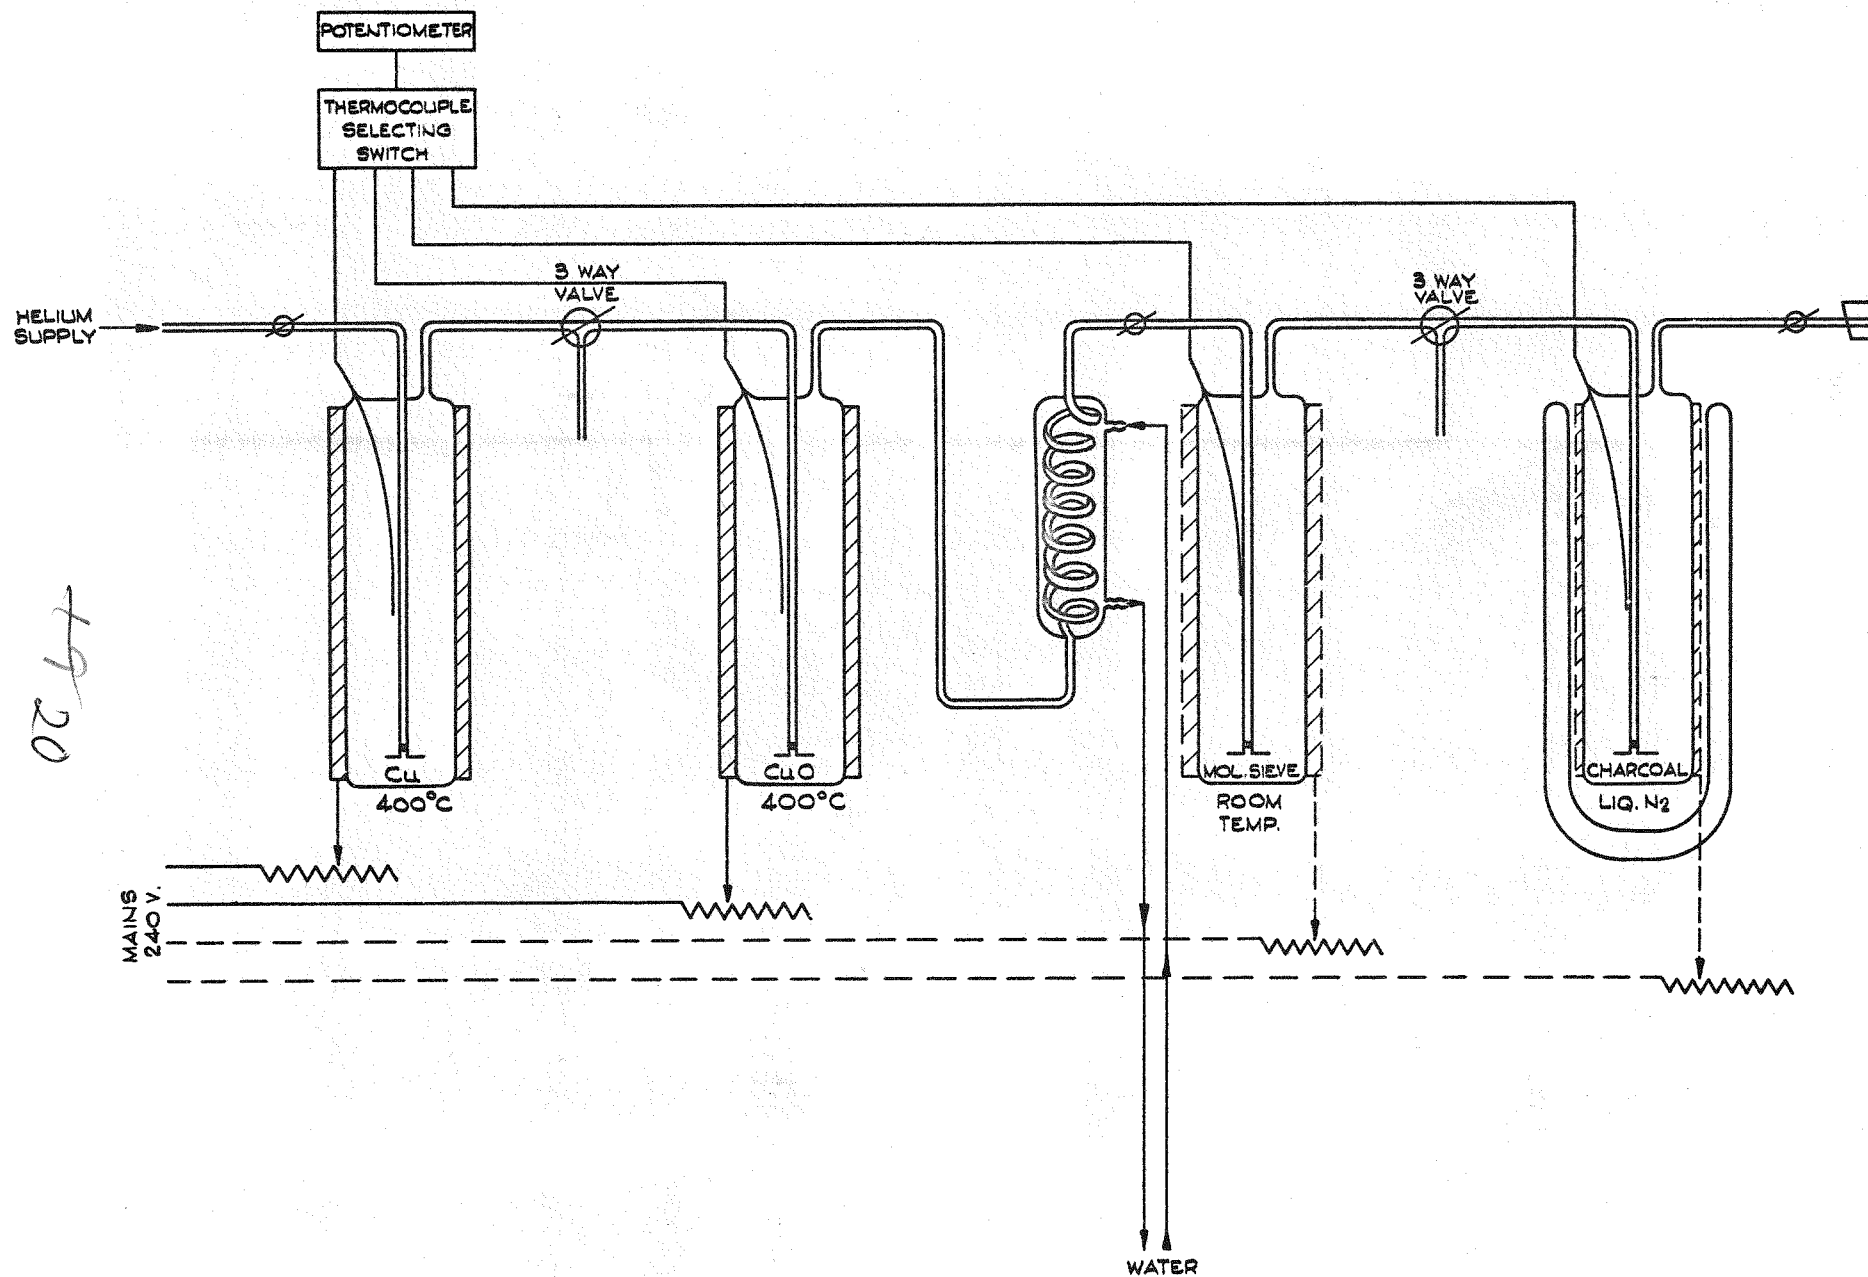 POTENTIOMETER
THERMOCOUPLE
SELECTING
SWITCH
3 WAY
VALVE
3 WAY
VALVE
HELIUM
SUPPLY
Cu
400°C
CuO
400°C
MOL. SIEVE
ROOM
TEMP.
CHARCOAL
LIQ. N2
MAINS
240 V.
WATER
20